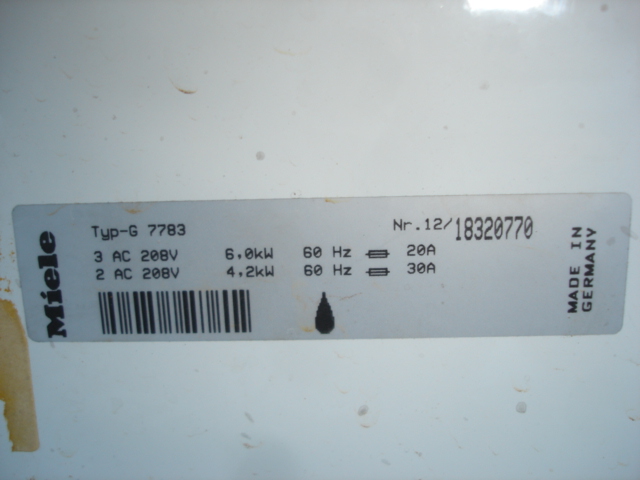 Miele
Typ-G 7783 Nr.12/18320770
3 AC 208V 6,0kW 60 Hz 20A
2 AC 208V 4,2kW 60 Hz 30A
MADE IN
GERMANY